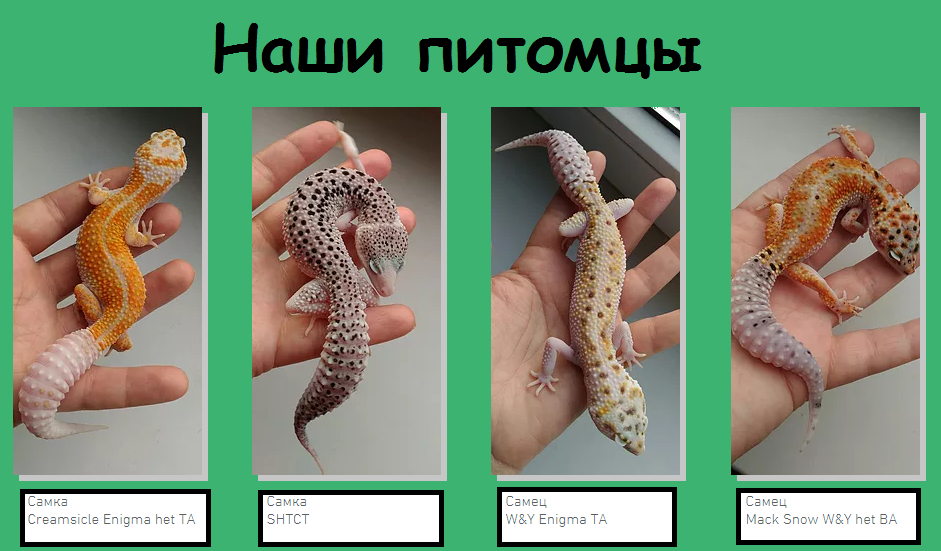 Наши питомцы
Самка
Creamsicle Enigma het TA
Самка
SHTCT
Самец
W&Y Enigma TA
Самец
Mack Snow W&Y het BA